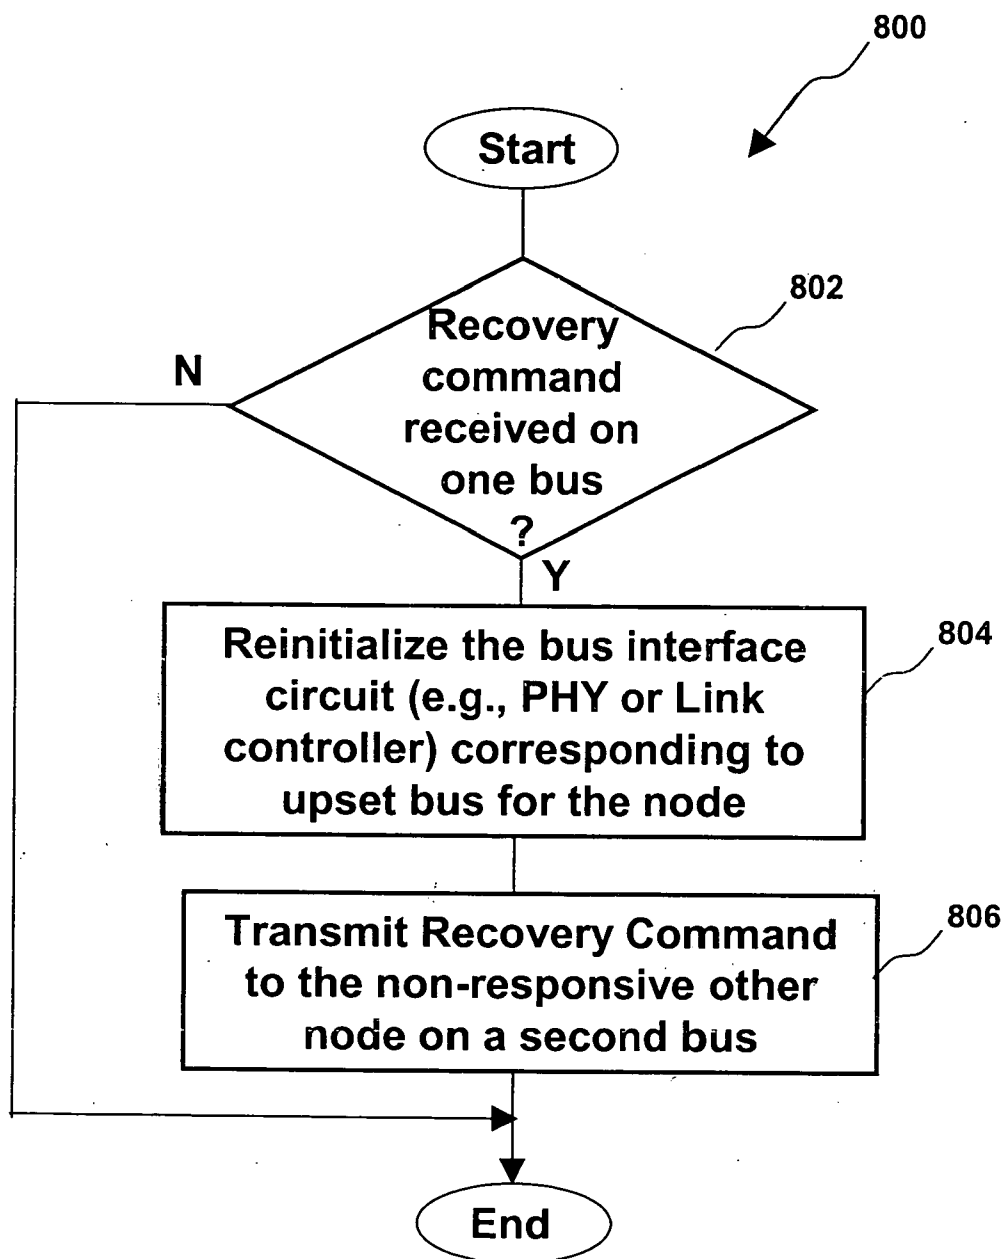 800
Start
802
Recovery
command
received on
one bus
?
N
Y
804
Reinitialize the bus interface
circuit (e.g., PHY or Link
controller) corresponding to
upset bus for the node
806
Transmit Recovery Command
to the non-responsive other
node on a second bus
End